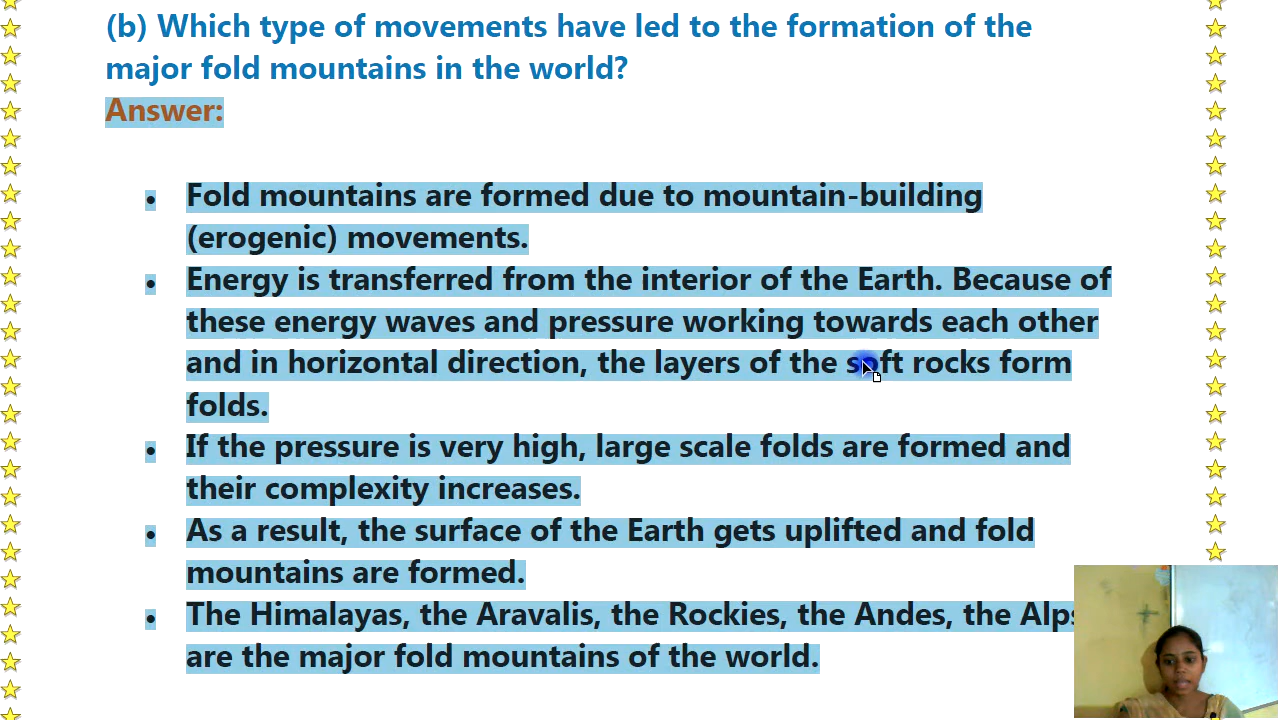 (b) Which type of movements have led to the formation of the
major fold mountains in the world?
Answer:
• Fold mountains are formed due to mountain-building
(erogenic) movements.
• Energy is transferred from the interior of the Earth. Because of
these energy waves and pressure working towards each other
and in horizontal direction, the layers of the soft rocks form
folds.
• If the pressure is very high, large scale folds are formed and
their complexity increases.
• As a result, the surface of the Earth gets uplifted and fold
mountains are formed.
• The Himalayas, the Aravalis, the Rockies, the Andes, the Alps
are the major fold mountains of the world.